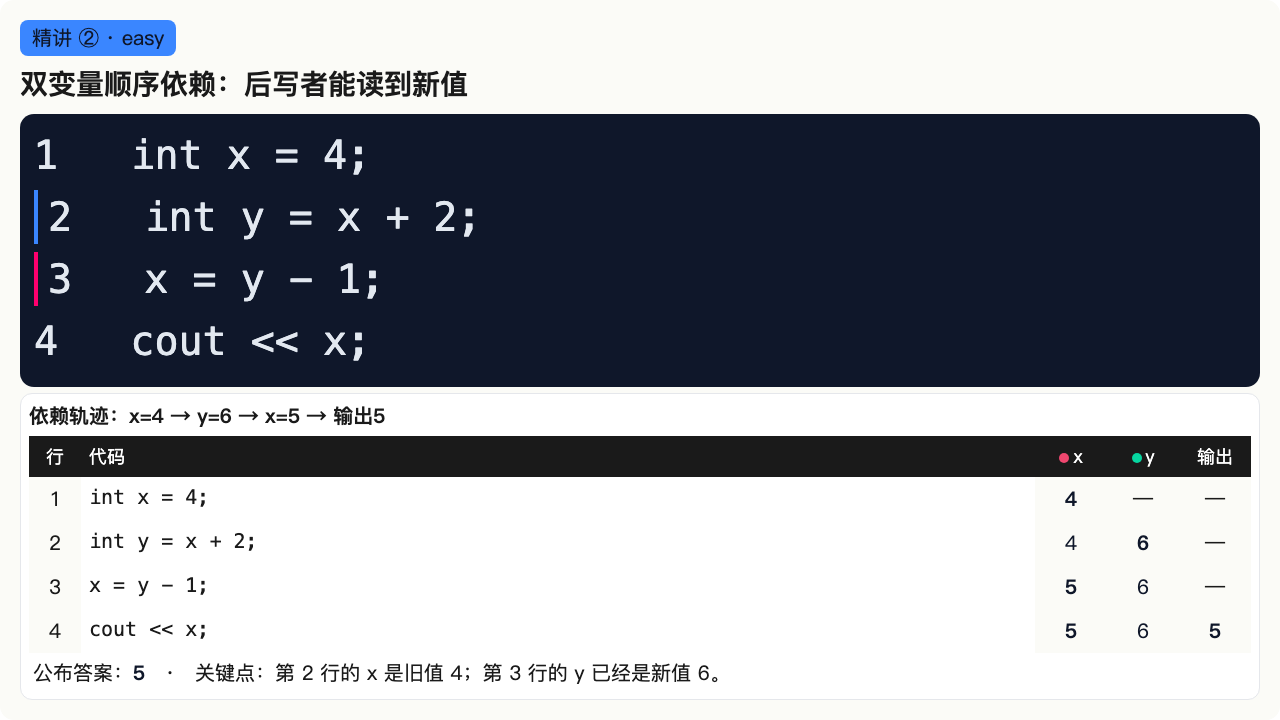 精讲 ② · easy
双变量顺序依赖：后写者能读到新值
1 int x = 4;
2 int y = x + 2;
3 x = y − 1;
4 cout << x;
依赖轨迹：x=4 → y=6 → x=5 → 输出5
行 代码 x y 输出
1 int x = 4; 4 — —
2 int y = x + 2; 4 6 —
3 x = y − 1; 5 6 —
4 cout << x; 5 6 5
公布答案：5 · 关键点：第 2 行的 x 是旧值 4；第 3 行的 y 已经是新值 6。